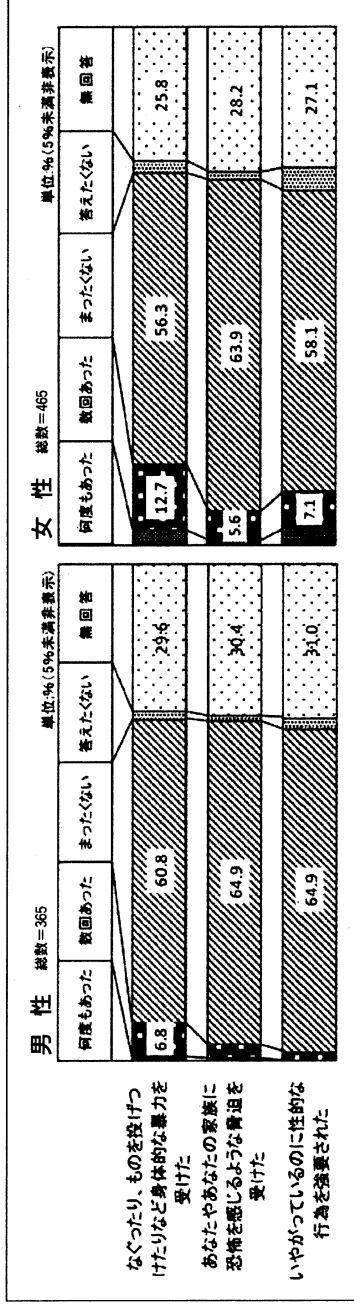 男 性 総数=365 単位:%(5%未満非表示)
何度もあった 数回あった まったくない 答えたくない 無回答
なぐったり、ものを投げつ
けたりなど身体的な暴力を
受けた
6.8 60.8 29.6
あなたやあなたの家族に
恐怖を感じるような脅迫を
受けた
64.9 30.4
いやがっているのに性的な
行為を強要された
64.9 31.0
女 性 総数=465 単位:%(5%未満非表示)
何度もあった 数回あった まったくない 答えたくない 無回答
12.7 56.3 25.8
5.6 63.9 28.2
7.1 58.1 27.1